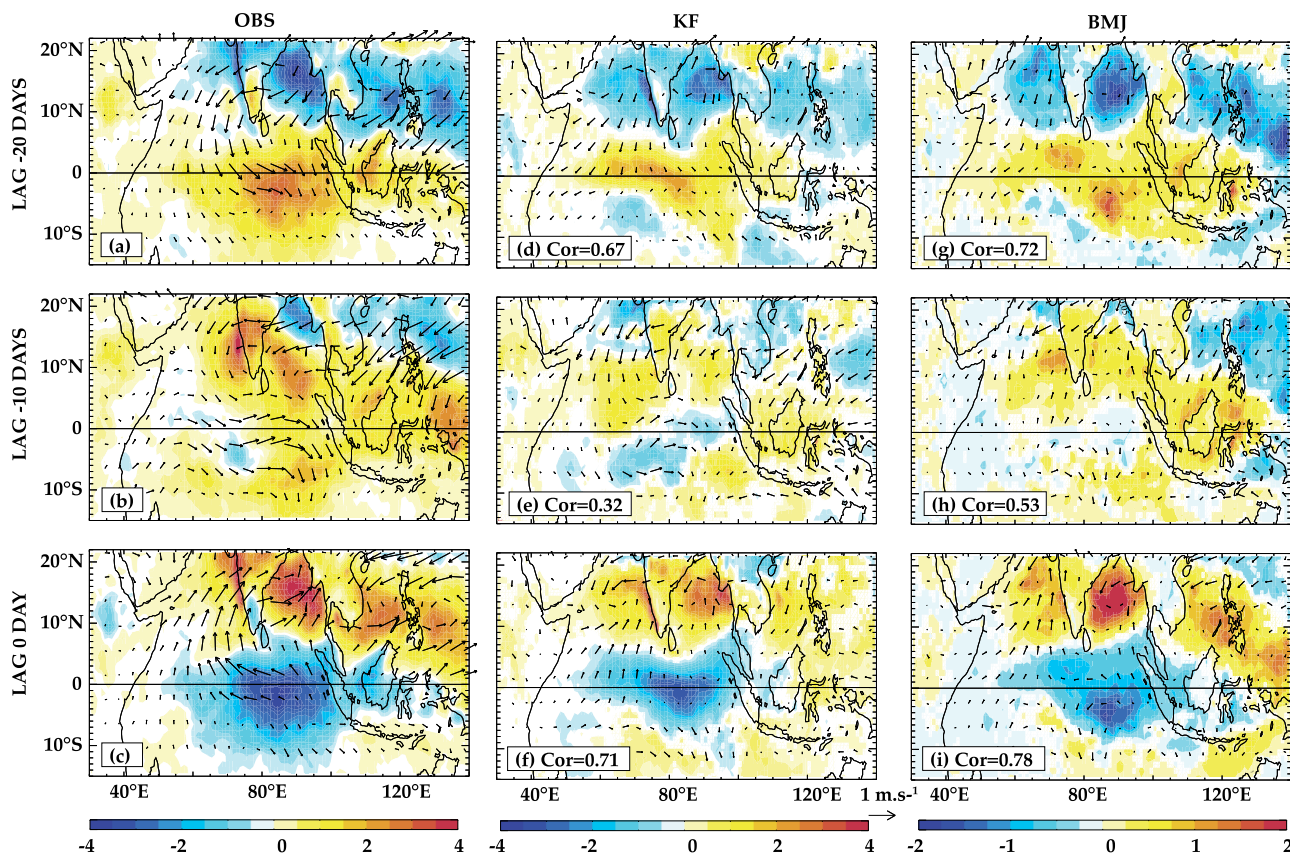 OBS KF BMJ
LAG -20 DAYS
20°N
10°N
0
10°S
(a)
(d) Cor=0.67
(g) Cor=0.72
LAG -10 DAYS
20°N
10°N
0
10°S
(b)
(e) Cor=0.32
(h) Cor=0.53
LAG 0 DAY
20°N
10°N
0
10°S
(c)
(f) Cor=0.71
(i) Cor=0.78
40°E 80°E 120°E 40°E 80°E 120°E 1 m.s-1 40°E 80°E 120°E
-4 -2 0 2 4 -4 -2 0 2 4 -2 -1 0 1 2